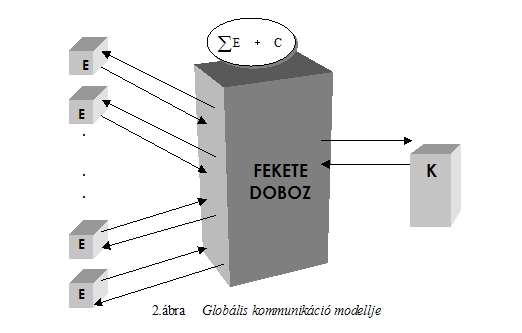 ∑E + C
E
E
.
.
.
E
E
FEKETE
DOBOZ
K
2.ábra Globális kommunikáció modellje